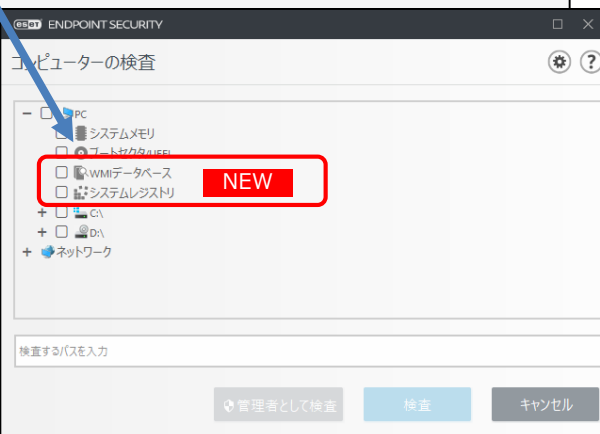 eset ENDPOINT SECURITY
コンピューターの検査
?
PC
システムメモリ
ブートセクタ/UEFI
WMIデータベース
システムレジストリ
NEW
C:\
D:\
ネットワーク
検査するパスを入力
管理者として検査 検査 キャンセル